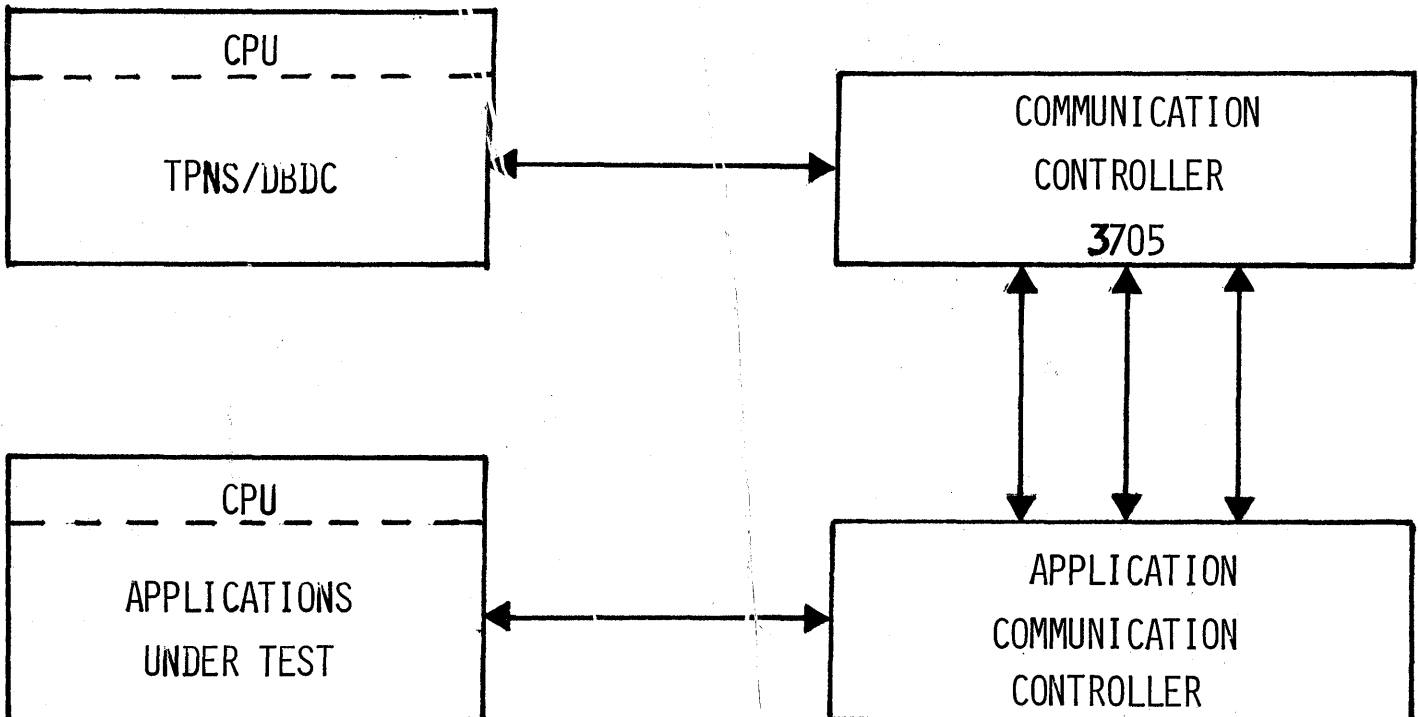 CPU
TPNS/DBDC
COMMUNICATION
CONTROLLER
3705
CPU
APPLICATIONS
UNDER TEST
APPLICATION
COMMUNICATION
CONTROLLER